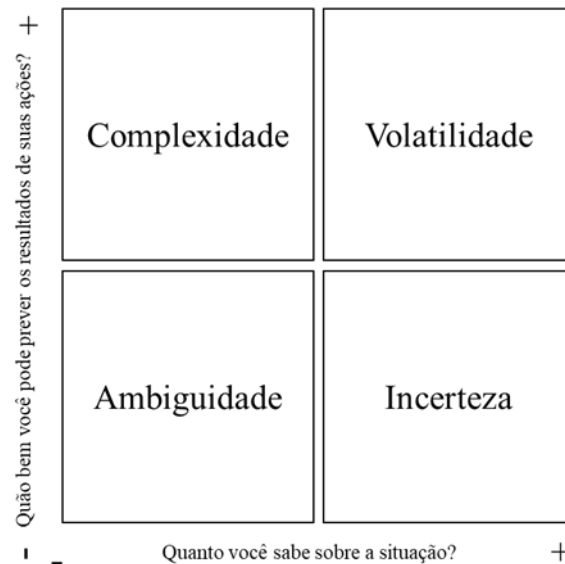 +
Quão bem você pode prever os resultados de suas ações?
-
Complexidade
Volatilidade
Ambiguidade
Incerteza
-
Quanto você sabe sobre a situação?
+